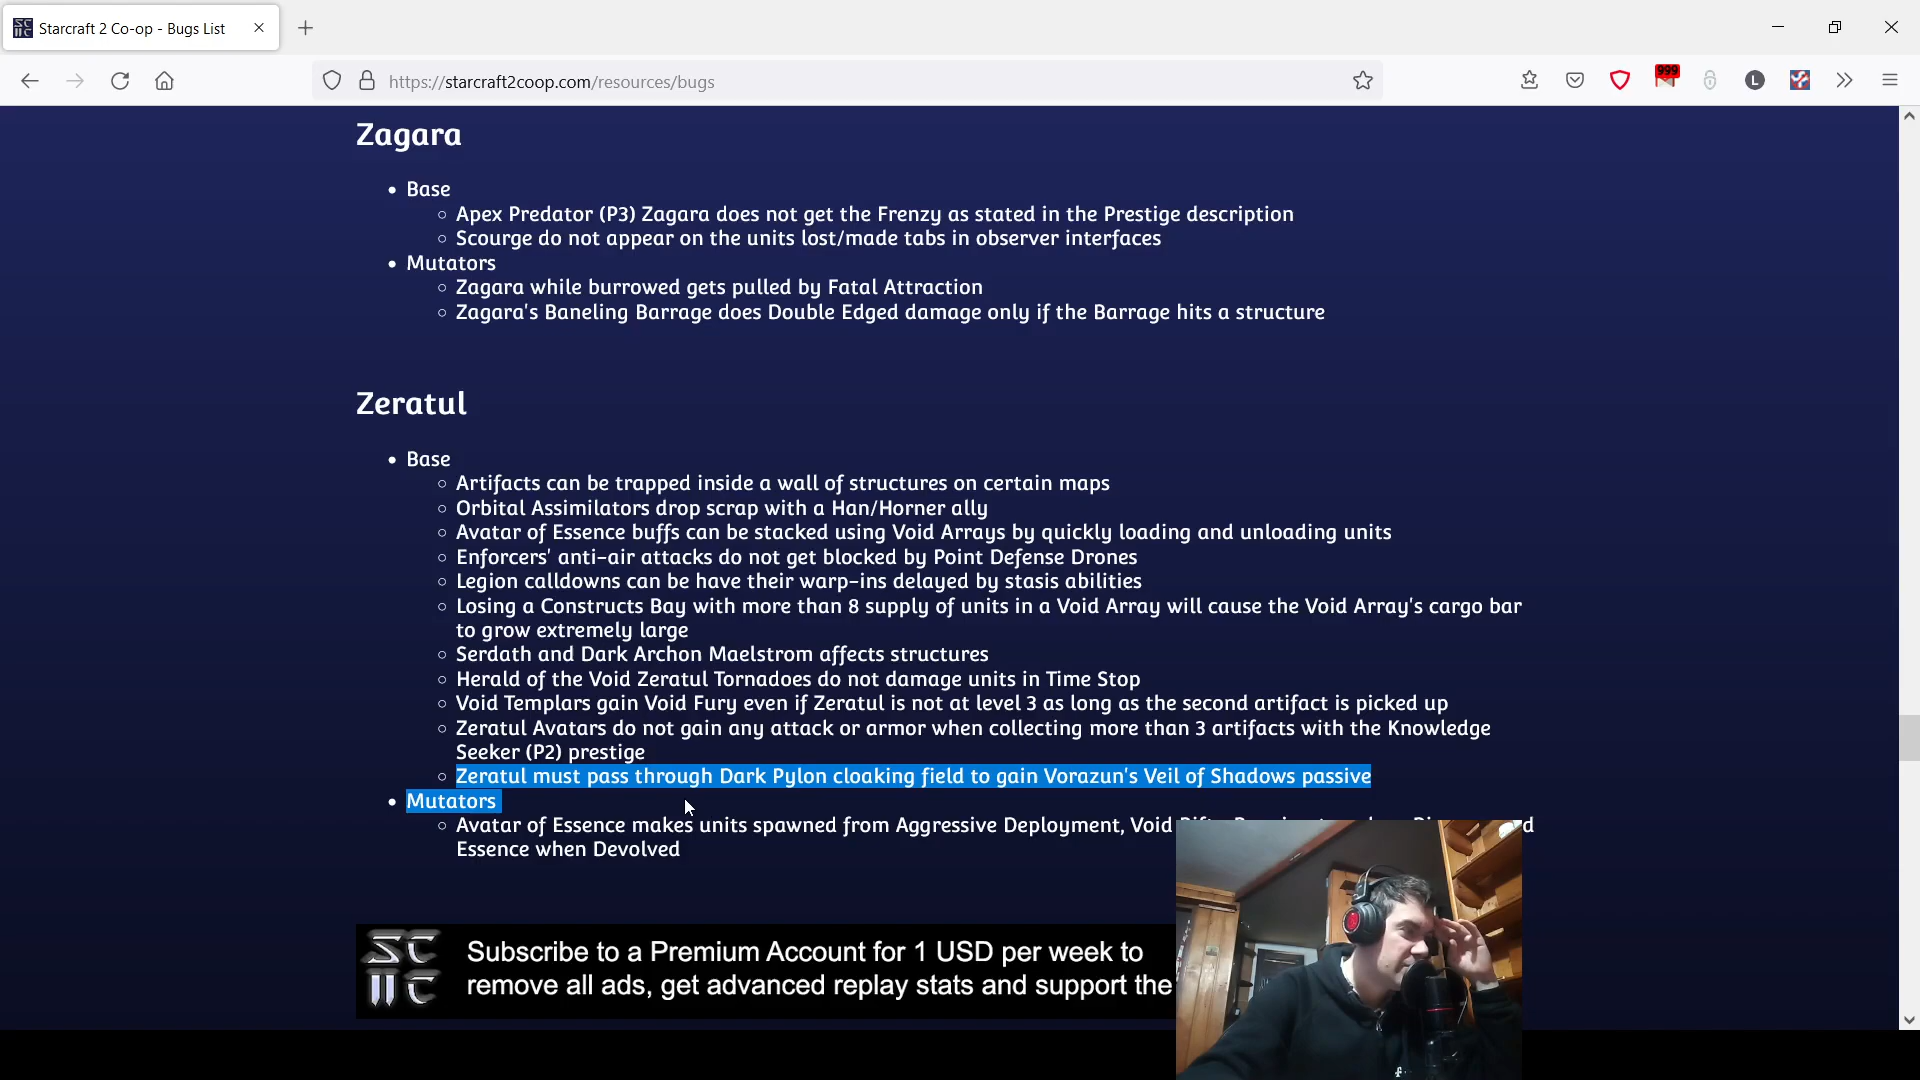 Starcraft 2 Co-op - Bugs List
https://starcraft2coop.com/resources/bugs
999
L
Zagara
Base
Apex Predator (P3) Zagara does not get the Frenzy as stated in the Prestige description
Scourge do not appear on the units lost/made tabs in observer interfaces
Mutators
Zagara while burrowed gets pulled by Fatal Attraction
Zagara's Baneling Barrage does Double Edged damage only if the Barrage hits a structure
Zeratul
Base
Artifacts can be trapped inside a wall of structures on certain maps
Orbital Assimilators drop scrap with a Han/Horner ally
Avatar of Essence buffs can be stacked using Void Arrays by quickly loading and unloading units
Enforcers' anti-air attacks do not get blocked by Point Defense Drones
Legion calldowns can be have their warp-ins delayed by stasis abilities
Losing a Constructs Bay with more than 8 supply of units in a Void Array will cause the Void Array's cargo bar
to grow extremely large
Serdath and Dark Archon Maelstrom affects structures
Herald of the Void Zeratul Tornadoes do not damage units in Time Stop
Void Templars gain Void Fury even if Zeratul is not at level 3 as long as the second artifact is picked up
Zeratul Avatars do not gain any attack or armor when collecting more than 3 artifacts with the Knowledge
Seeker (P2) prestige
Zeratul must pass through Dark Pylon cloaking field to gain Vorazun's Veil of Shadows passive
Mutators
Avatar of Essence makes units spawned from Aggressive Deployment, Void
Essence when Devolved
SC
IIC
Subscribe to a Premium Account for 1 USD per week to
remove all ads, get advanced replay stats and support the